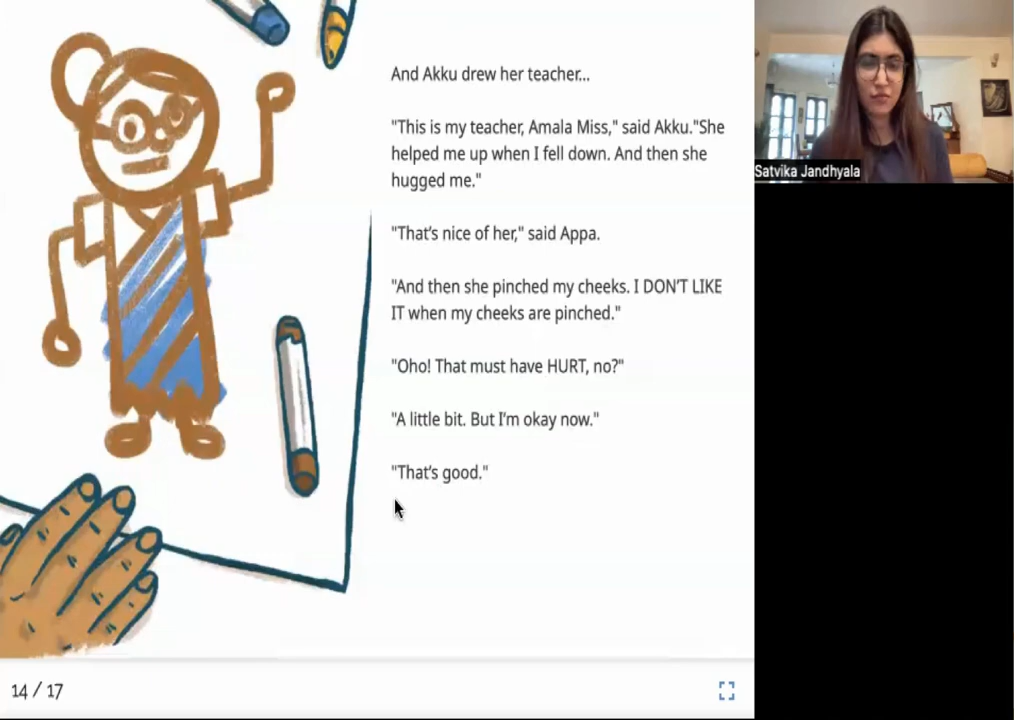 And Akku drew her teacher...
"This is my teacher, Amala Miss," said Akku."She
helped me up when I fell down. And then she
hugged me."
"That's nice of her," said Appa.
"And then she pinched my cheeks. I DON'T LIKE
IT when my cheeks are pinched."
"Oho! That must have HURT, no?"
"A little bit. But I'm okay now."
"That's good."
14 / 17
Satvika Jandhyala